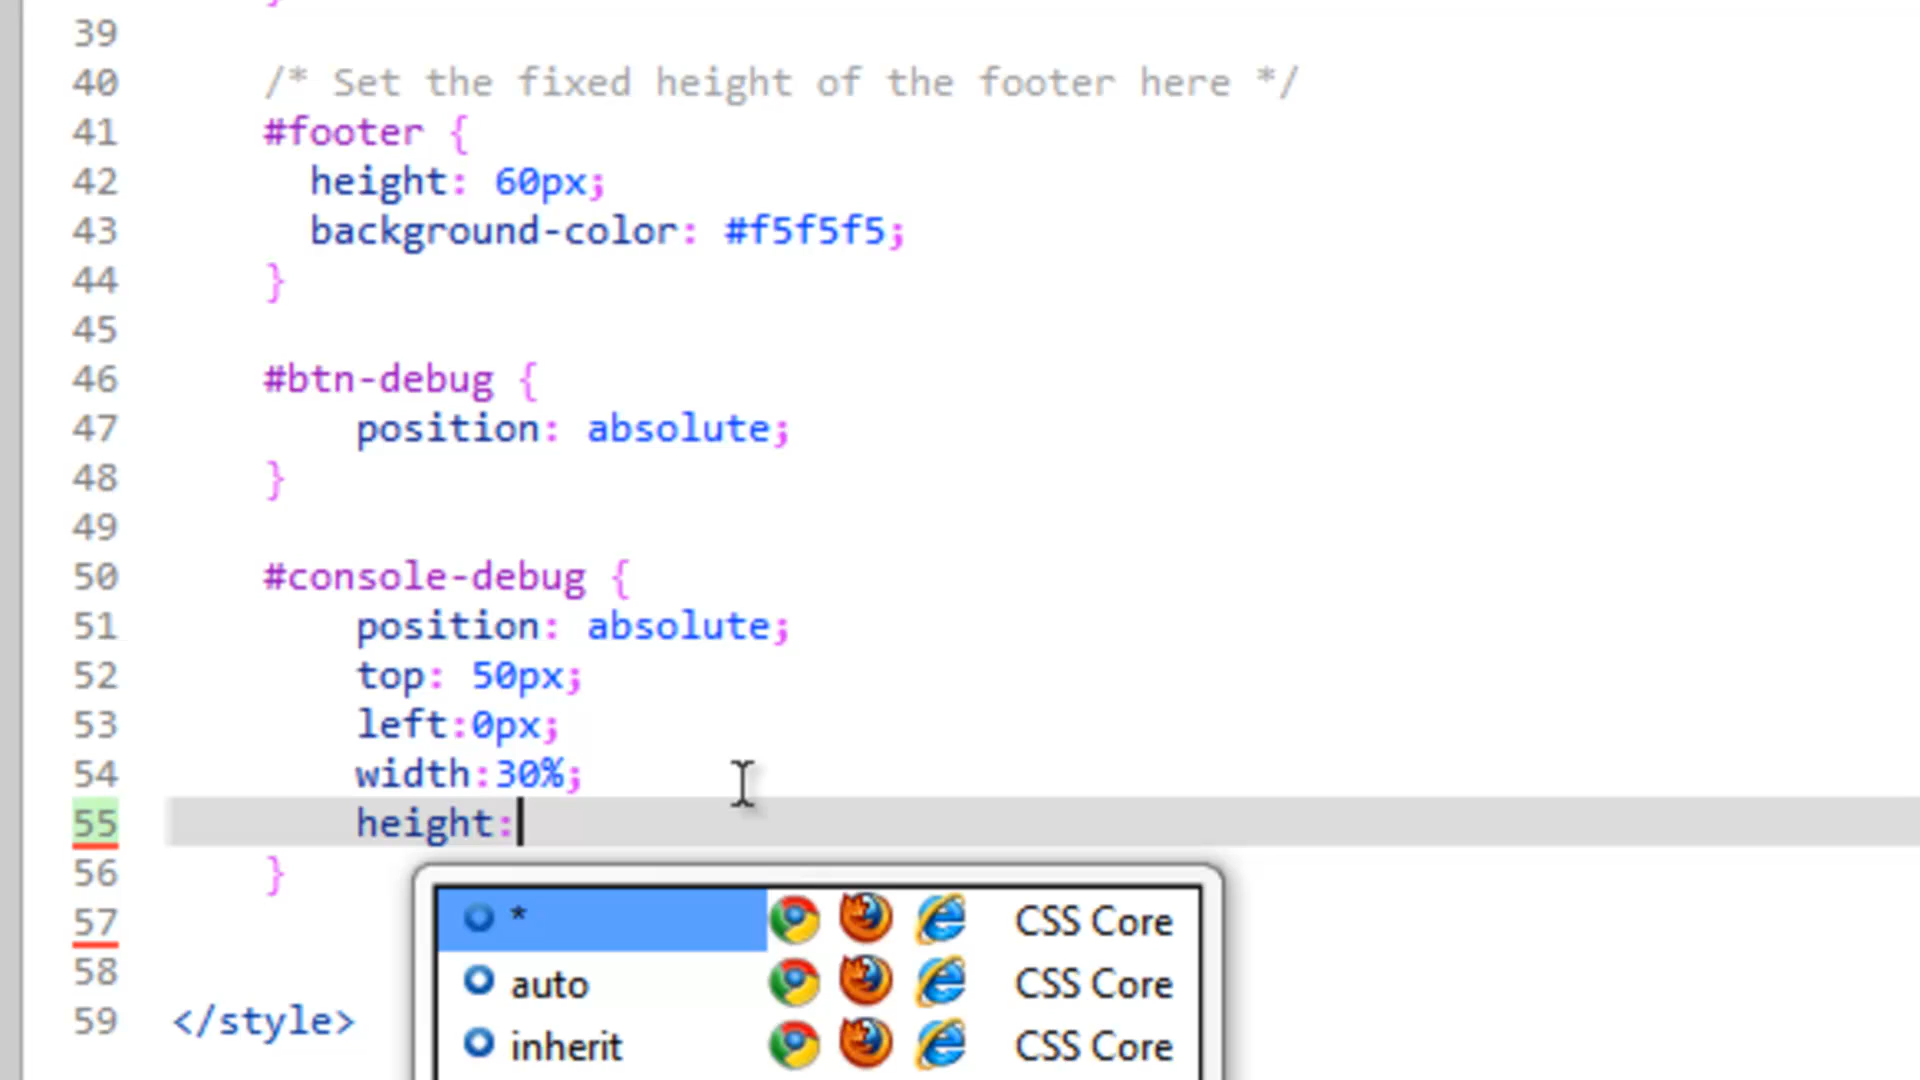 39
40 /* Set the fixed height of the footer here */
41 #footer {
42 height: 60px;
43 background-color: #f5f5f5;
44 }
45
46 #btn-debug {
47 position: absolute;
48 }
49
50 #console-debug {
51 position: absolute;
52 top: 50px;
53 left:0px;
54 width:30%;
55 height:
56 }
57
58
59 </style>
* CSS Core
auto CSS Core
inherit CSS Core